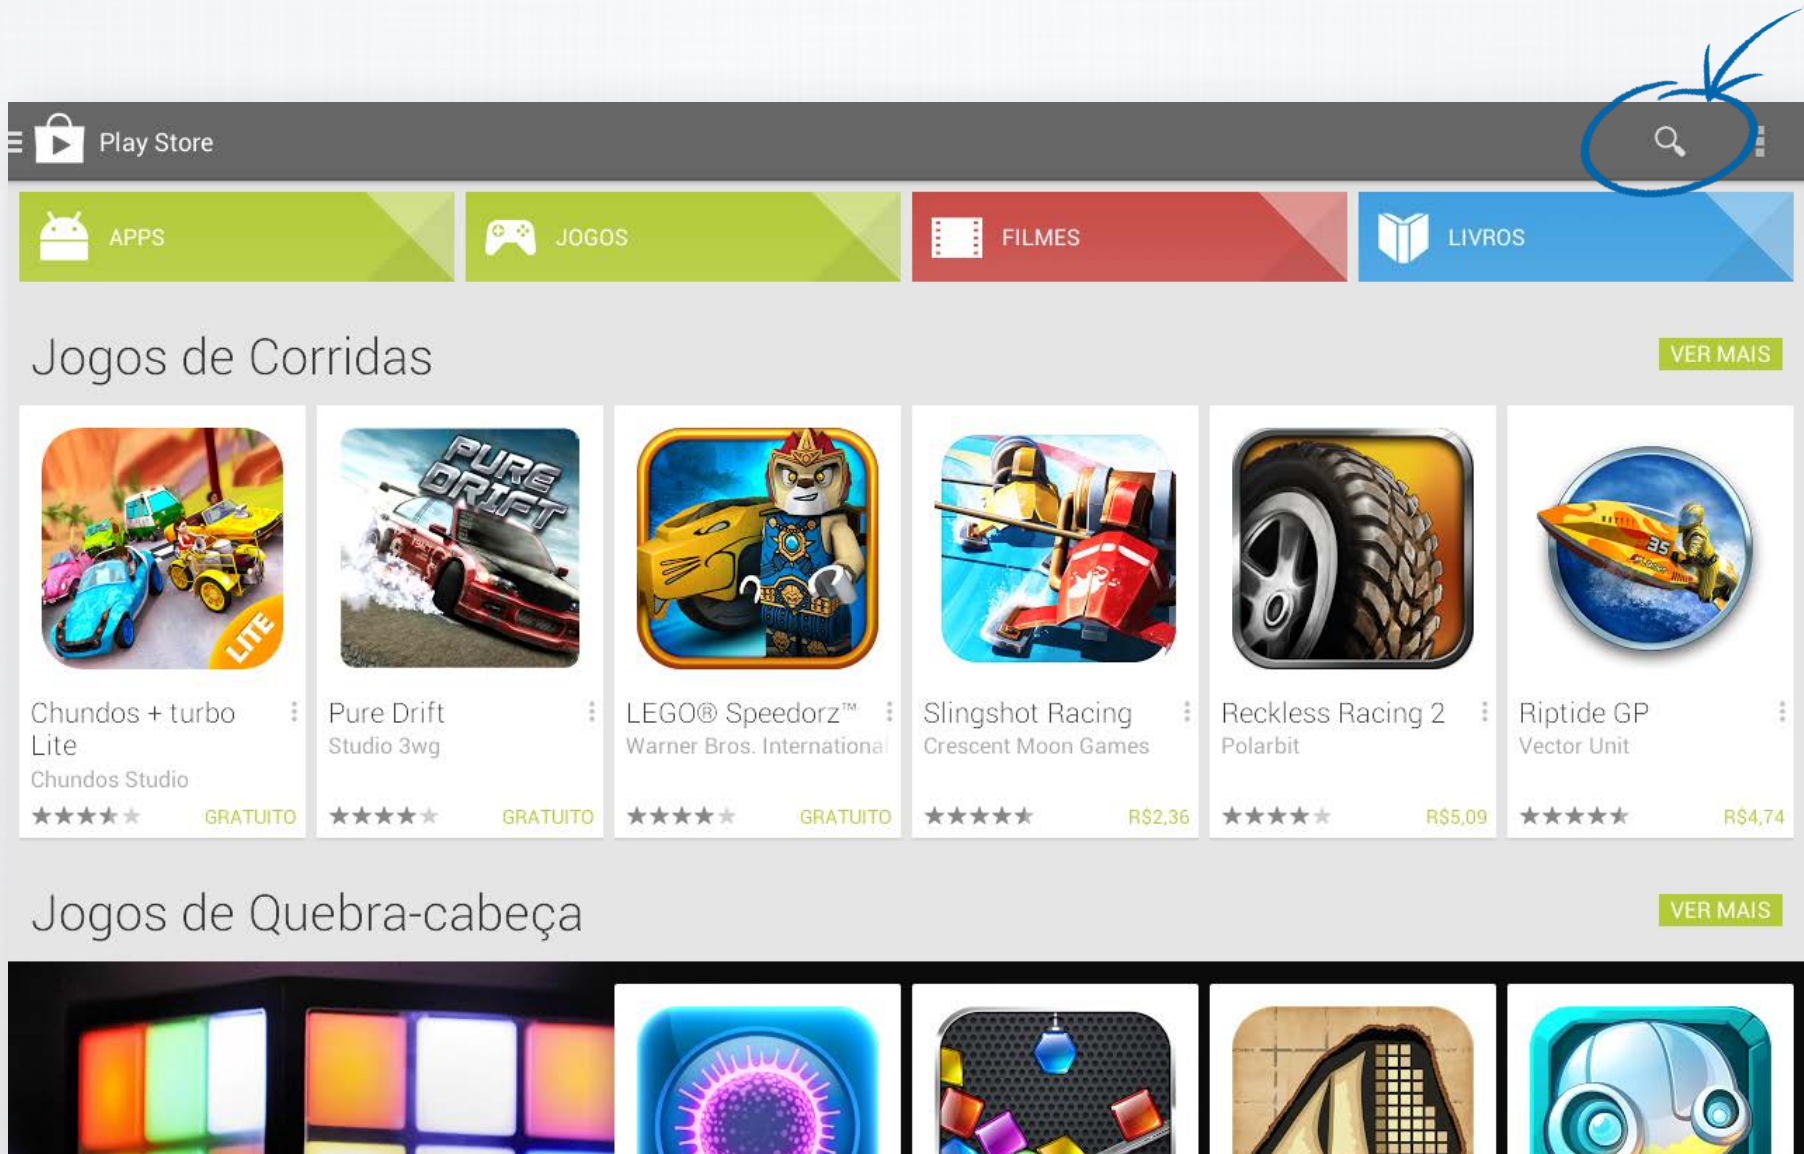 Play Store
APPS
JOGOS
FILMES
LIVROS
Jogos de Corridas
VER MAIS
LITE
PURE
DRIFT
35
Chundos + turbo
Lite
Chundos Studio
GRATUITO
Pure Drift
Studio 3wg
GRATUITO
LEGO® Speedorz™
Warner Bros. International
GRATUITO
Slingshot Racing
Crescent Moon Games
R$2,36
Reckless Racing 2
Polarbit
R$5,09
Riptide GP
Vector Unit
R$4,74
Jogos de Quebra-cabeça
VER MAIS